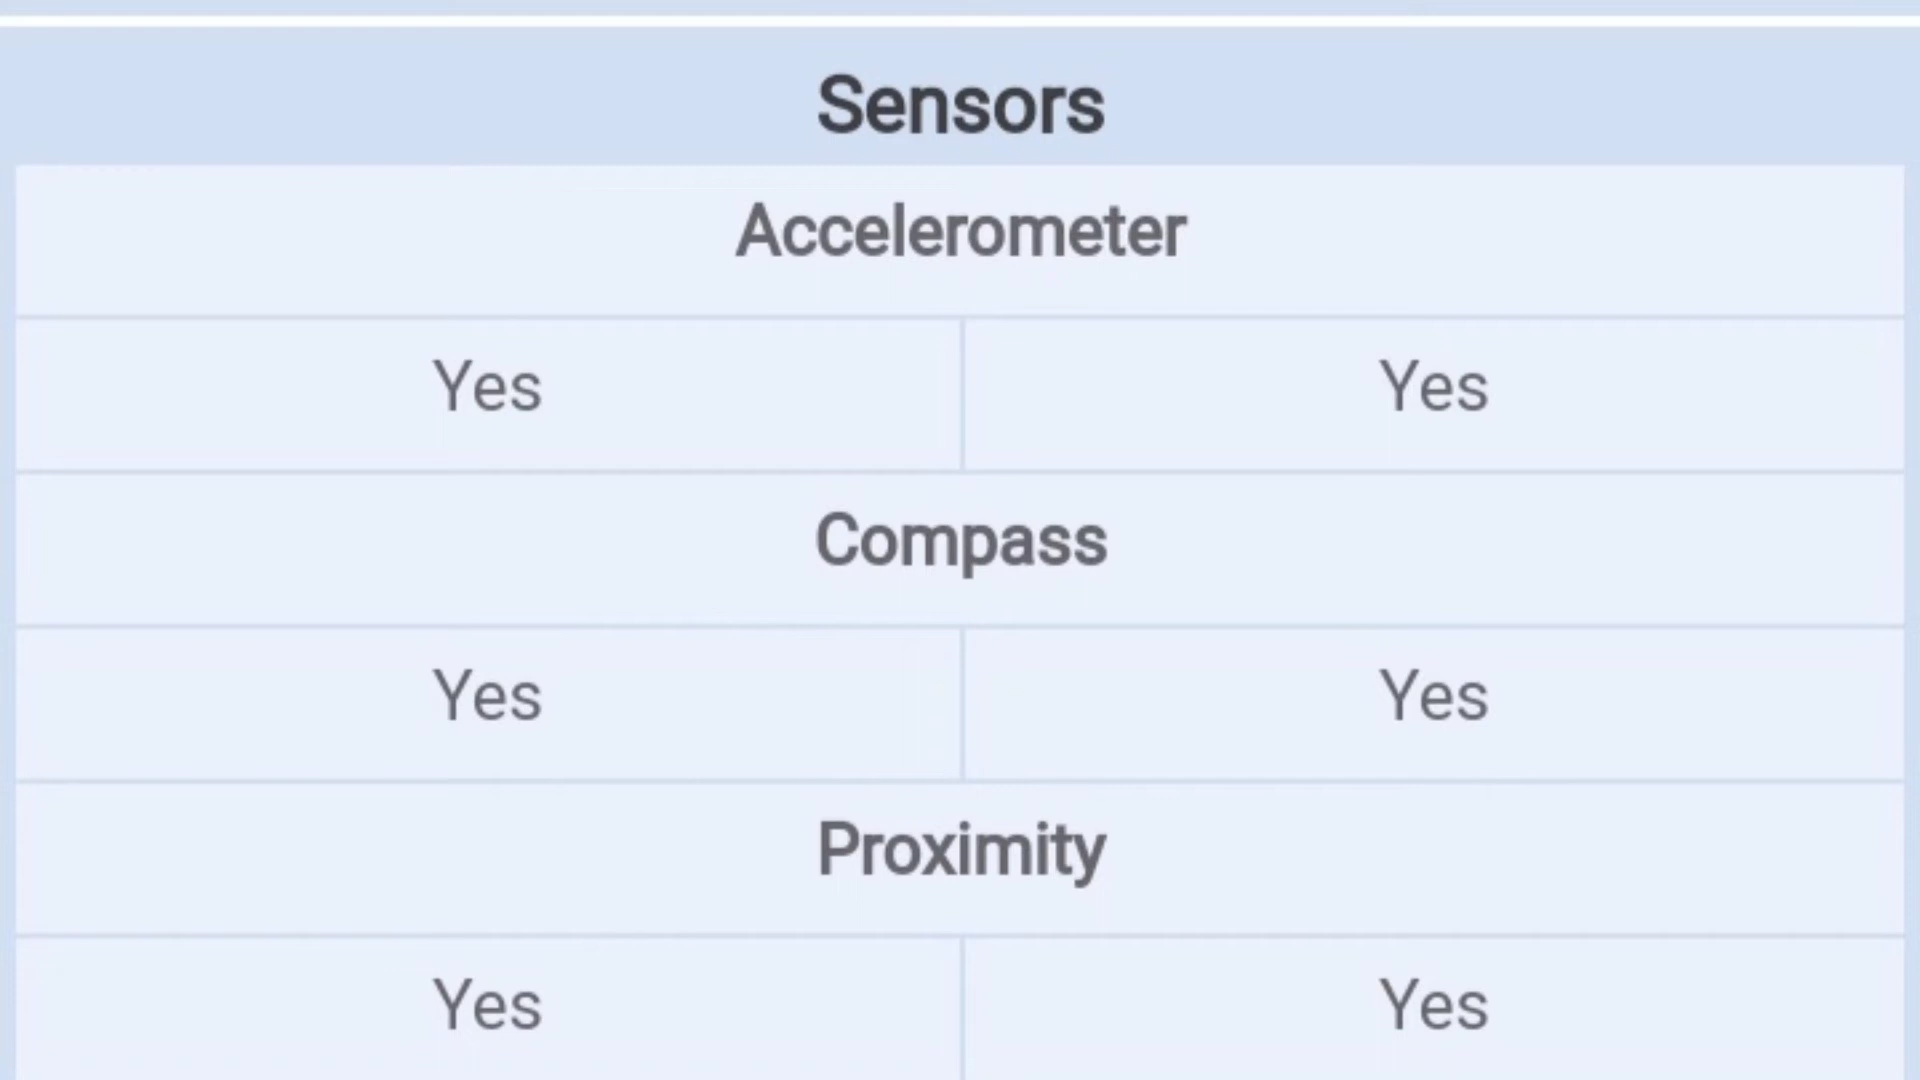 Sensors
Accelerometer
Yes Yes
Compass
Yes Yes
Proximity
Yes Yes